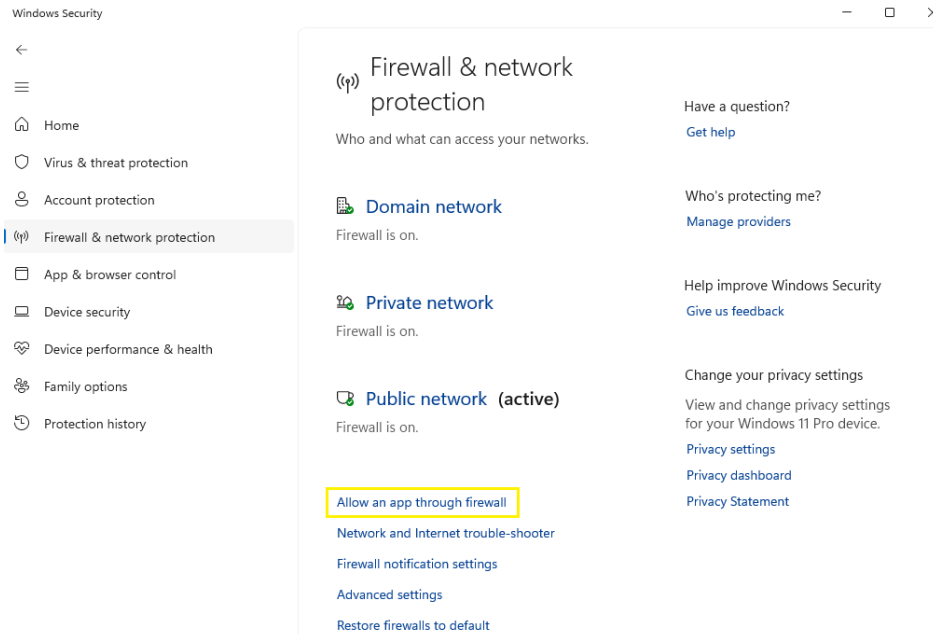 Windows Security
Home
Virus & threat protection
Account protection
Firewall & network protection
App & browser control
Device security
Device performance & health
Family options
Protection history
Firewall & network
protection
Who and what can access your networks.
Domain network
Firewall is on.
Private network
Firewall is on.
Public network (active)
Firewall is on.
Allow an app through firewall
Network and Internet trouble-shooter
Firewall notification settings
Advanced settings
Restore firewalls to default
Have a question?
Get help
Who's protecting me?
Manage providers
Help improve Windows Security
Give us feedback
Change your privacy settings
View and change privacy settings
for your Windows 11 Pro device.
Privacy settings
Privacy dashboard
Privacy Statement